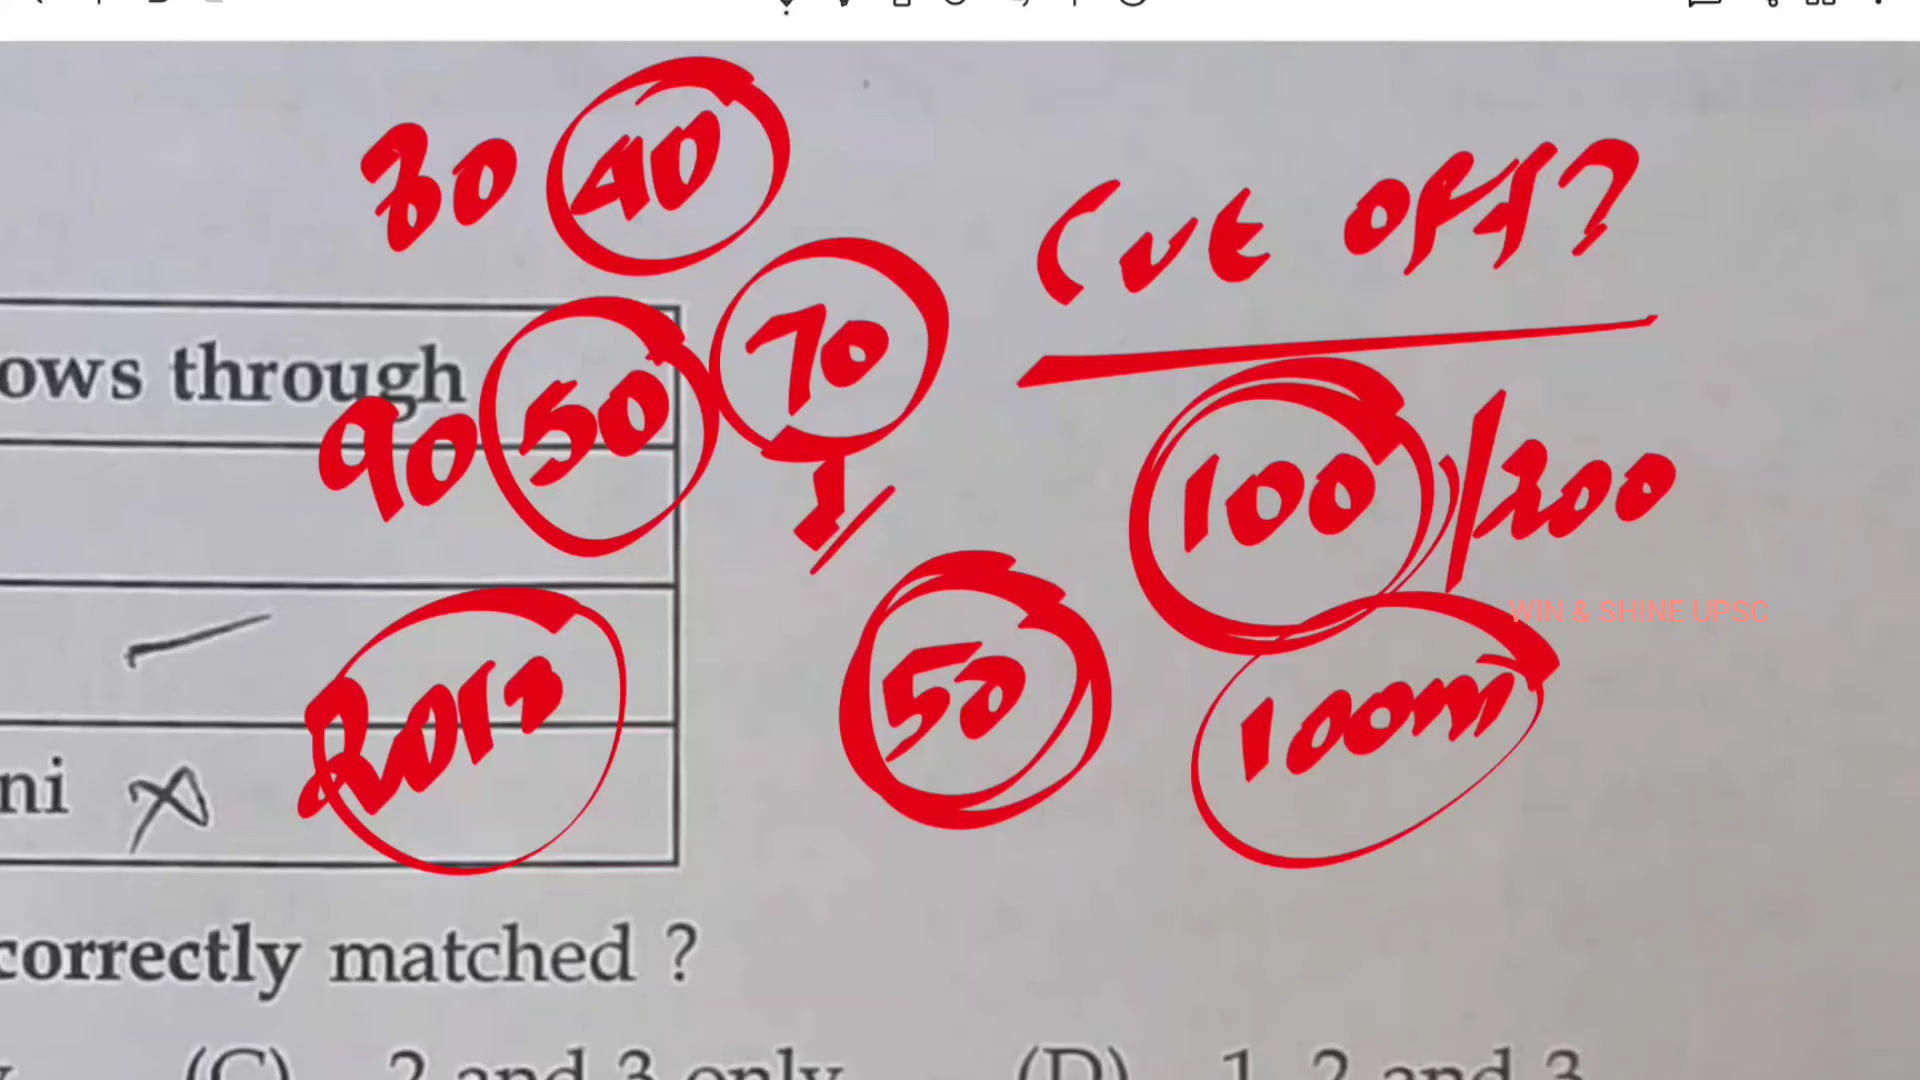 30 40
cut off?
70
ows through
90 50
100/200
WIN & SHINE UPSC
50
100m
2013
ni
correctly matched ?
(C) 2 and 3 only
(D) 1, 2 and 3